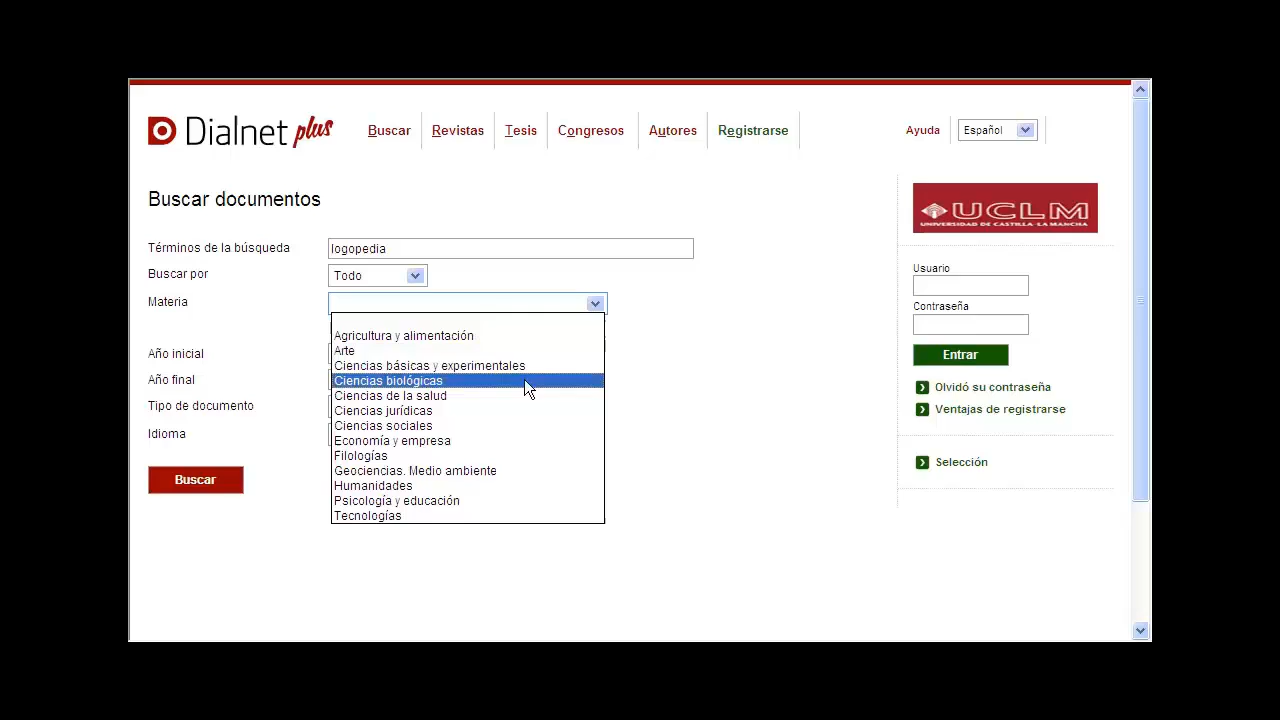 Dialnet plus
Buscar Revistas Tesis Congresos Autores Registrarse Ayuda Español
Buscar documentos
Términos de la búsqueda logopedia
Buscar por Todo
Materia
Agricultura y alimentación
Arte
Ciencias básicas y experimentales
Ciencias biológicas
Ciencias de la salud
Ciencias jurídicas
Ciencias sociales
Economía y empresa
Filologías
Geociencias. Medio ambiente
Humanidades
Psicología y educación
Tecnologías
Año inicial
Año final
Tipo de documento
Idioma
Buscar
UCLM
UNIVERSIDAD DE CASTILLA-LA MANCHA
Usuario
Contraseña
Entrar
Olvidó su contraseña
Ventajas de registrarse
Selección